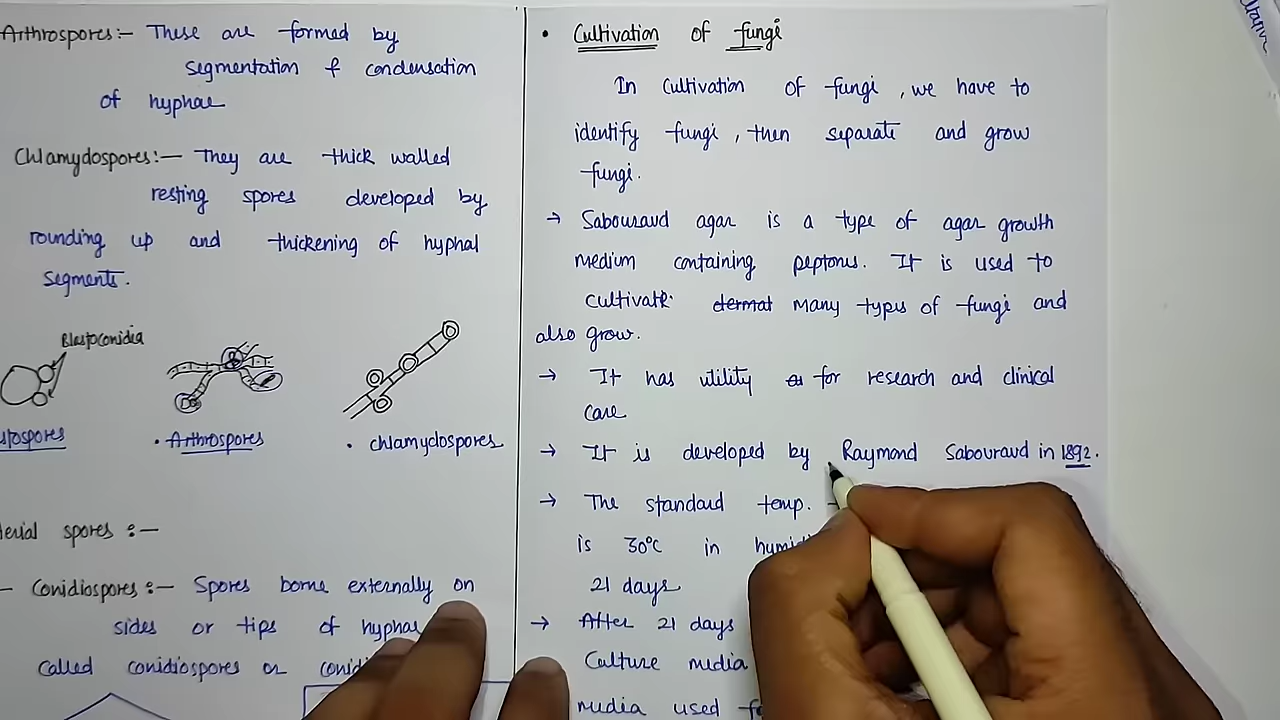 Arthrospores:- These are formed by
segmentation & condensation
of hyphae
Chlamydospores:- They are thick walled
resting spores developed by
rounding up and thickening of hyphal
segments.
Blastoconidia
• Arthrospores
• chlamydospores
spores :-
- Conidiospores:- Spores borne externally on
sides or tips of hyphae
called conidiospores or
• Cultivation of fungi
In cultivation of fungi, we have to
identify fungi, then separate and grow
fungi.
→ Sabouraud agar is a type of agar growth
medium containing peptones. It is used to
cultivate many types of fungi and
also grow.
→ It has utility for research and clinical
care
→ It is developed by Raymond Sabouraud in 1892.
→ The standard temp.
is 30°C in
21 days
→ After 21 days
Culture media
media used